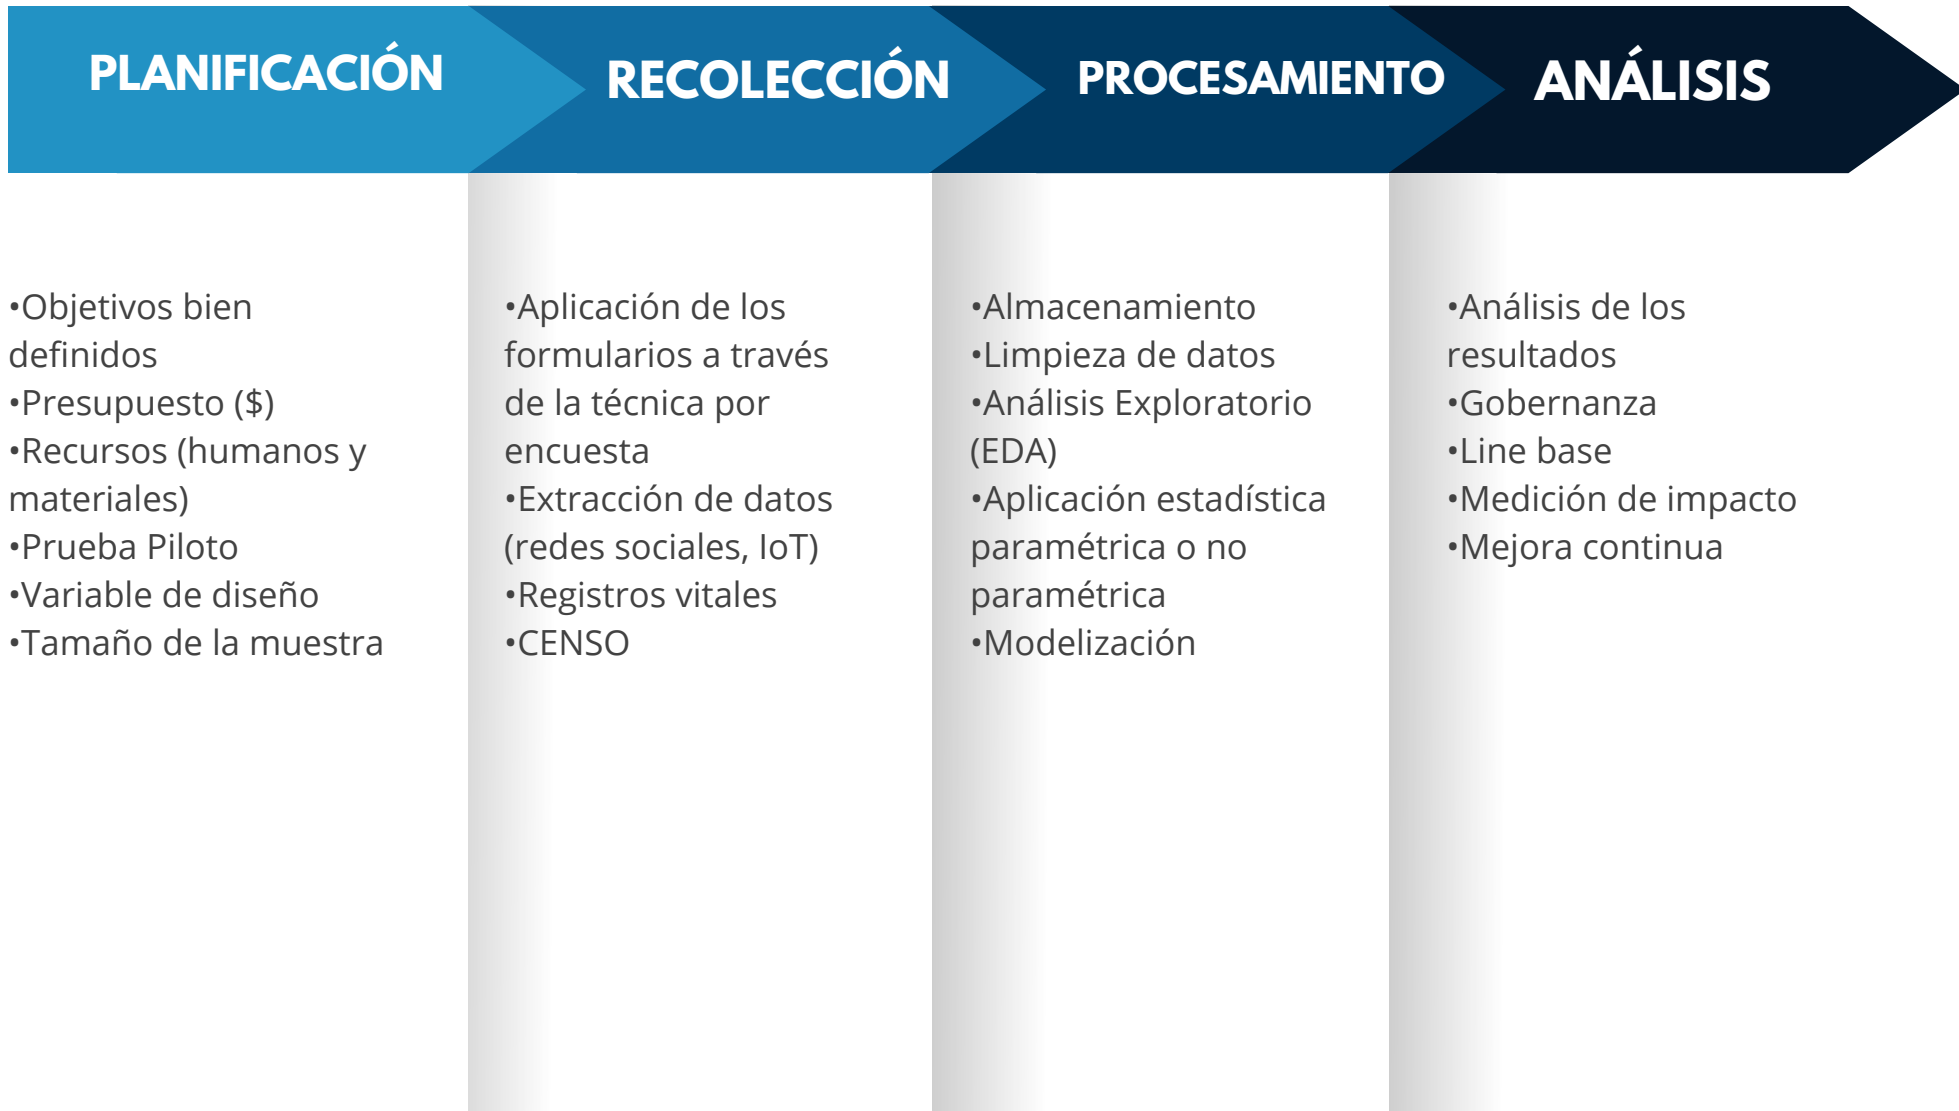 PLANIFICACIÓN
RECOLECCIÓN
PROCESAMIENTO
ANÁLISIS
•Objetivos bien
definidos
•Presupuesto ($)
•Recursos (humanos y
materiales)
•Prueba Piloto
•Variable de diseño
•Tamaño de la muestra
•Aplicación de los
formularios a través
de la técnica por
encuesta
•Extracción de datos
(redes sociales, IoT)
•Registros vitales
•CENSO
•Almacenamiento
•Limpieza de datos
•Análisis Exploratorio
(EDA)
•Aplicación estadística
paramétrica o no
paramétrica
•Modelización
•Análisis de los
resultados
•Gobernanza
•Line base
•Medición de impacto
•Mejora continua